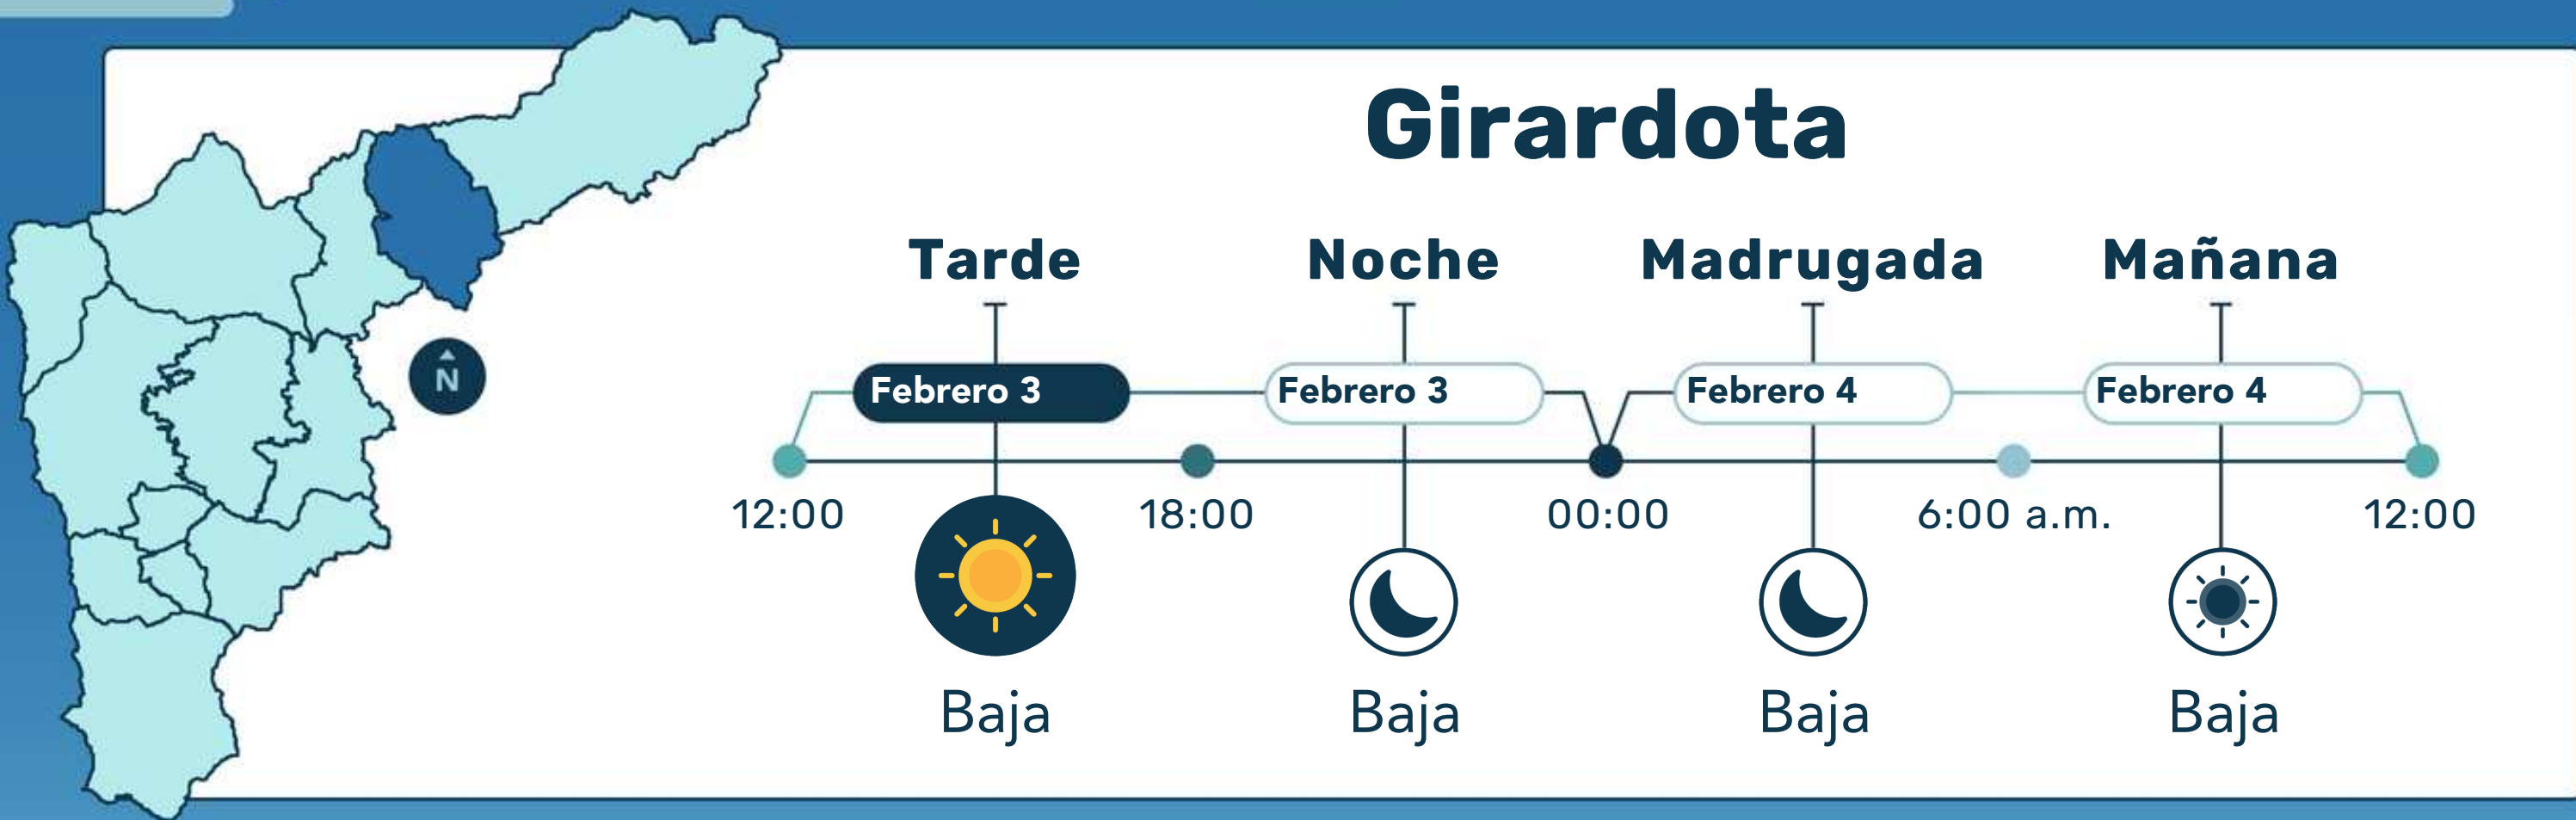 Girardota
Tarde Noche Madrugada Mañana
Febrero 3 Febrero 3 Febrero 4 Febrero 4
N
12:00 18:00 00:00 6:00 a.m. 12:00
Baja Baja Baja Baja